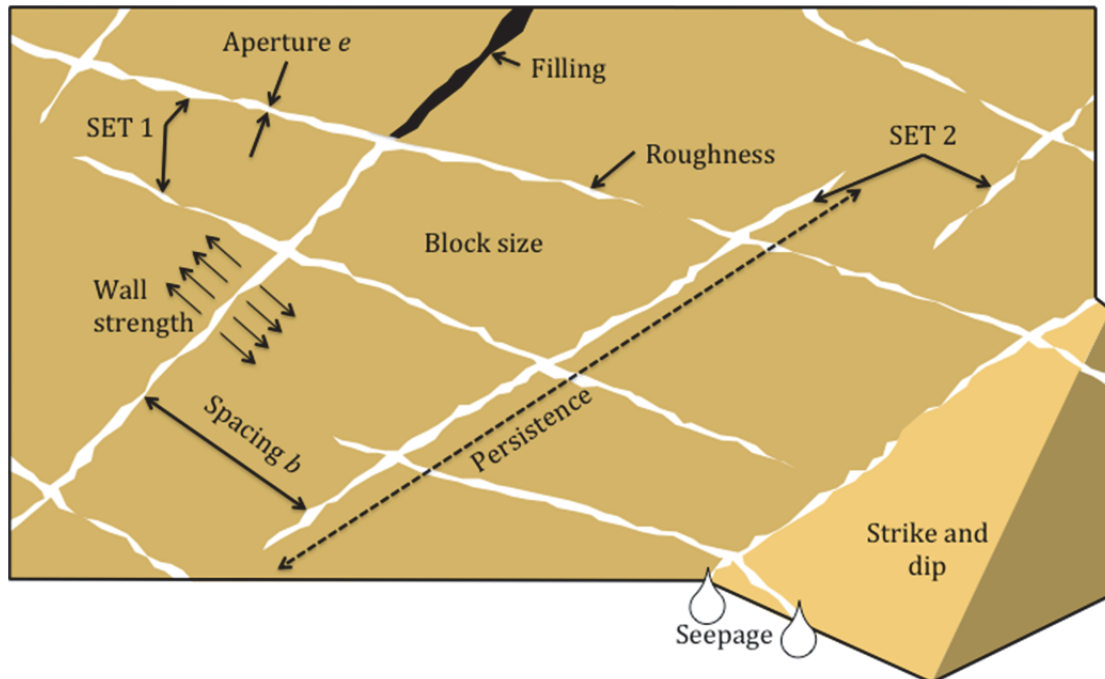 Aperture e
Filling
SET 1
SET 2
Roughness
Block size
Wall
strength
Spacing b
Persistence
Strike and
dip
Seepage